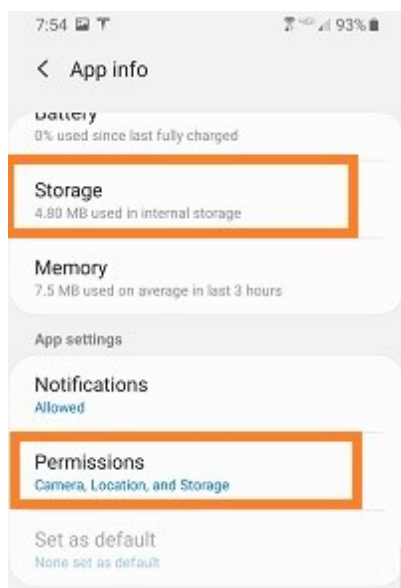 7:54 93%
< App info
Battery
0% used since last fully charged
Storage
4.80 MB used in internal storage
Memory
7.5 MB used on average in last 3 hours
App settings
Notifications
Allowed
Permissions
Camera, Location, and Storage
Set as default
None set as default